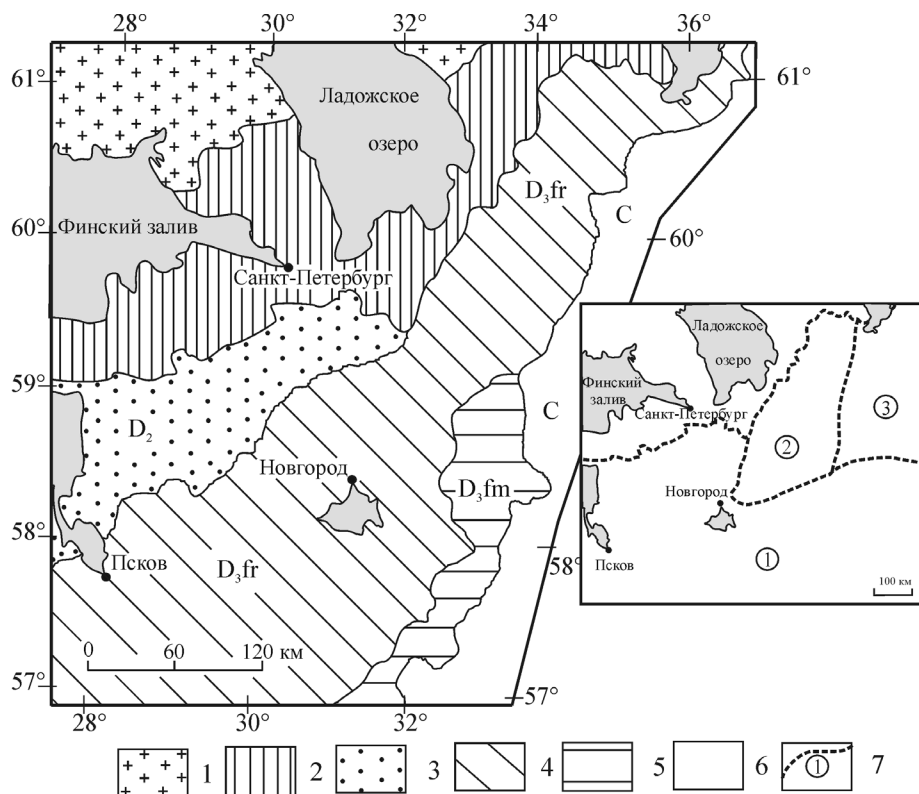 28°
30°
32°
34°
36°
61°
61°
Ладожское
озеро
D₃fr
C
Финский залив
60°
60°
Санкт-Петербург
Ладожское
озеро
Финский
залив
Санкт-Петербург
3
59°
C
2
D₂
Новгород
D₃fm
Новгород
58°
58°
Псков
D₃fr
Псков
1
100 км
0
60
120 км
57°
57°
28°
30°
32°
1
2
3
4
5
6
1
7